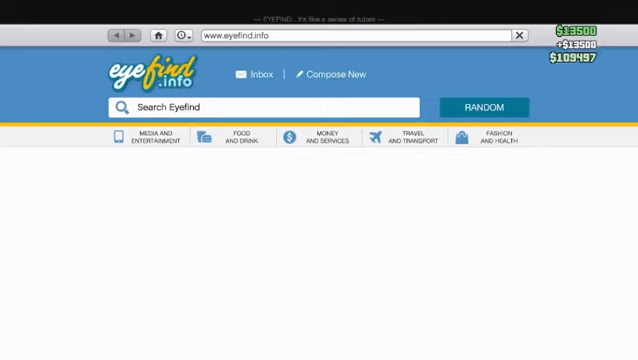 --- EYEFIND... It's like a series of tubes ---
www.eyefind.info
$13500
+$13500
$109497
eyefind
.info
Inbox
Compose New
Search Eyefind
RANDOM
MEDIA AND
ENTERTAINMENT
FOOD
AND DRINK
MONEY
AND SERVICES
TRAVEL
AND TRANSPORT
FASHION
AND HEALTH